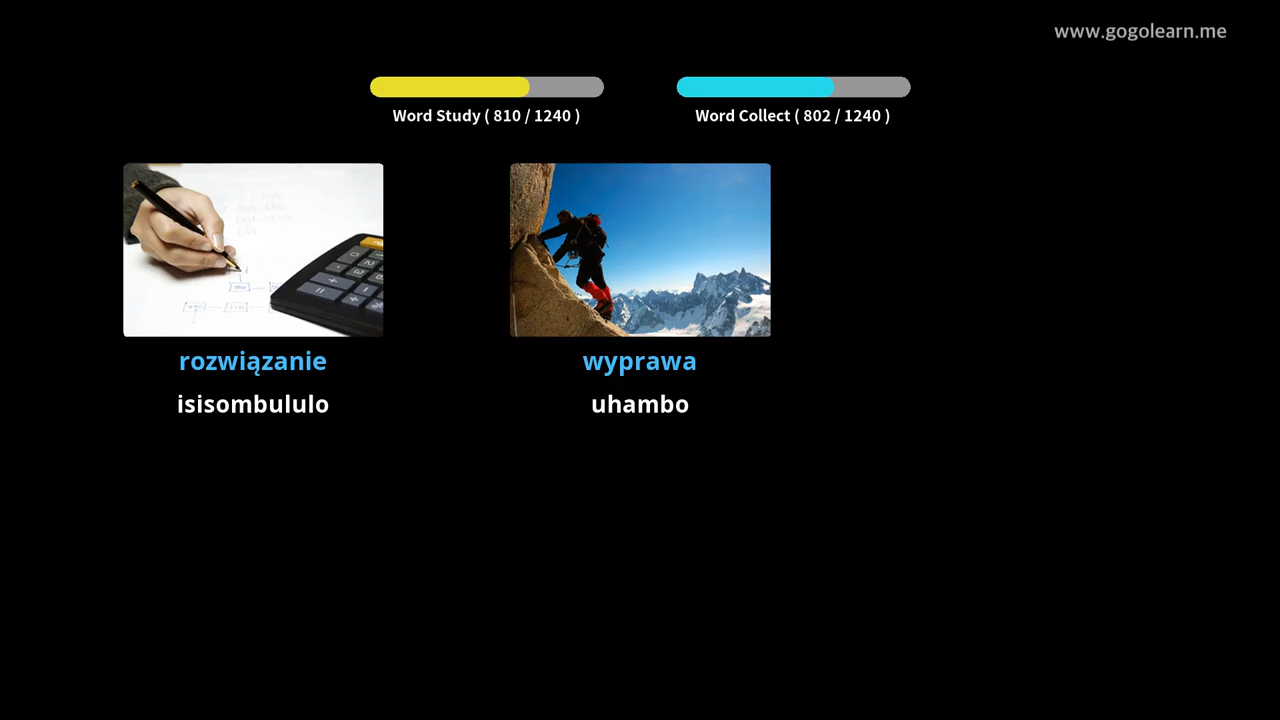 www.gogolearn.me
Word Study ( 810 / 1240 )
Word Collect ( 802 / 1240 )
rozwiązanie
isisombululo
wyprawa
uhambo